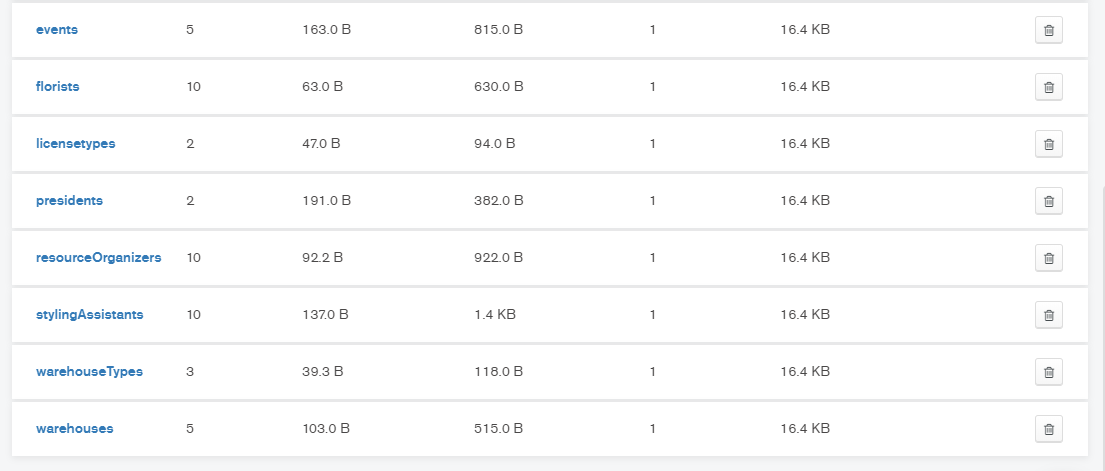 events 5 163.0 B 815.0 B 1 16.4 KB
florists 10 63.0 B 630.0 B 1 16.4 KB
licensetypes 2 47.0 B 94.0 B 1 16.4 KB
presidents 2 191.0 B 382.0 B 1 16.4 KB
resourceOrganizers 10 92.2 B 922.0 B 1 16.4 KB
stylingAssistants 10 137.0 B 1.4 KB 1 16.4 KB
warehouseTypes 3 39.3 B 118.0 B 1 16.4 KB
warehouses 5 103.0 B 515.0 B 1 16.4 KB